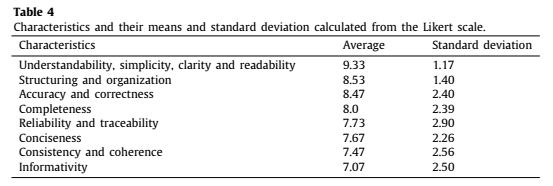 Table 4
Characteristics and their means and standard deviation calculated from the Likert scale.
Characteristics Average Standard deviation
Understandability, simplicity, clarity and readability 9.33 1.17
Structuring and organization 8.53 1.40
Accuracy and correctness 8.47 2.40
Completeness 8.0 2.39
Reliability and traceability 7.73 2.90
Conciseness 7.67 2.26
Consistency and coherence 7.47 2.56
Informativity 7.07 2.50